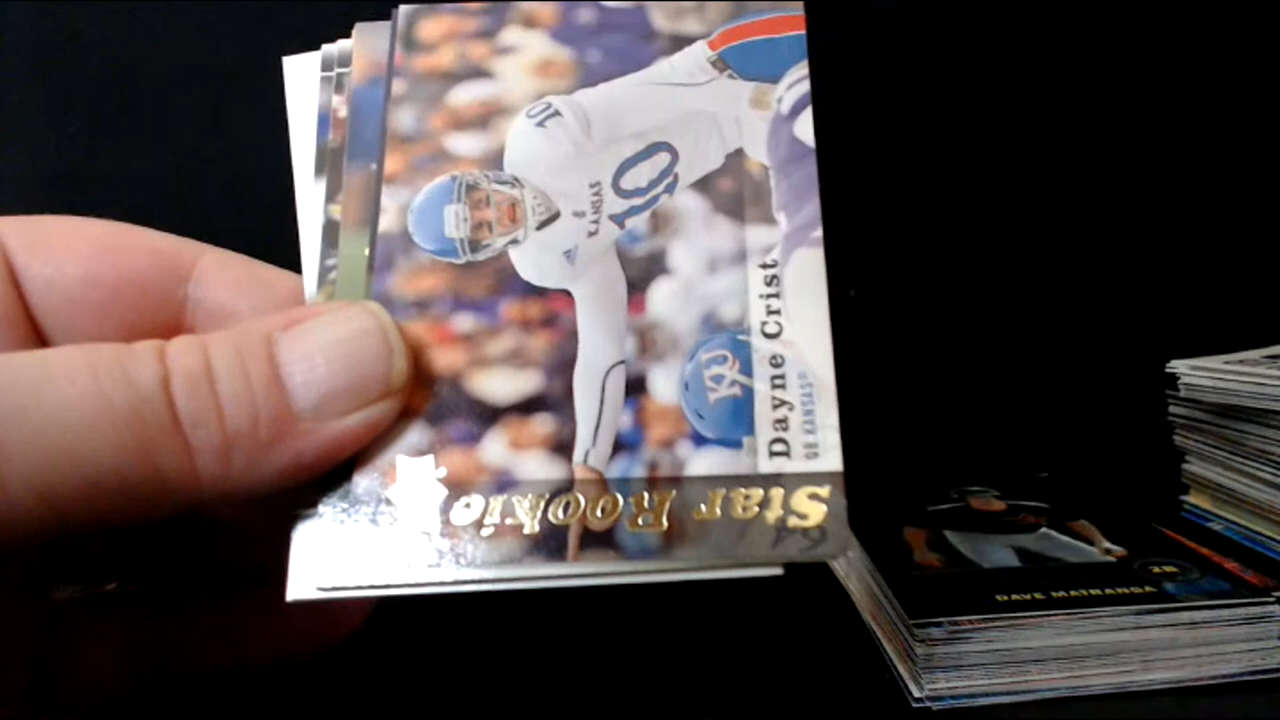 Star Rookie
Dayne Crist
QB KANSAS®
KANSAS
10
10
KU
DAVE MATRANGA
2B